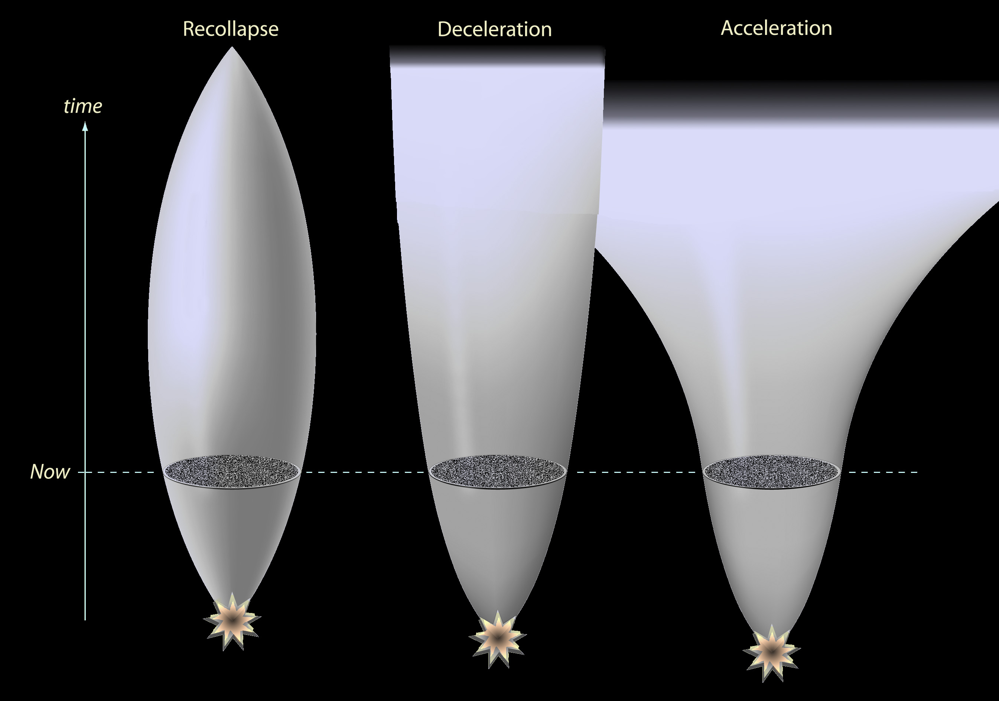 Recollapse
Deceleration
Acceleration
time
Now